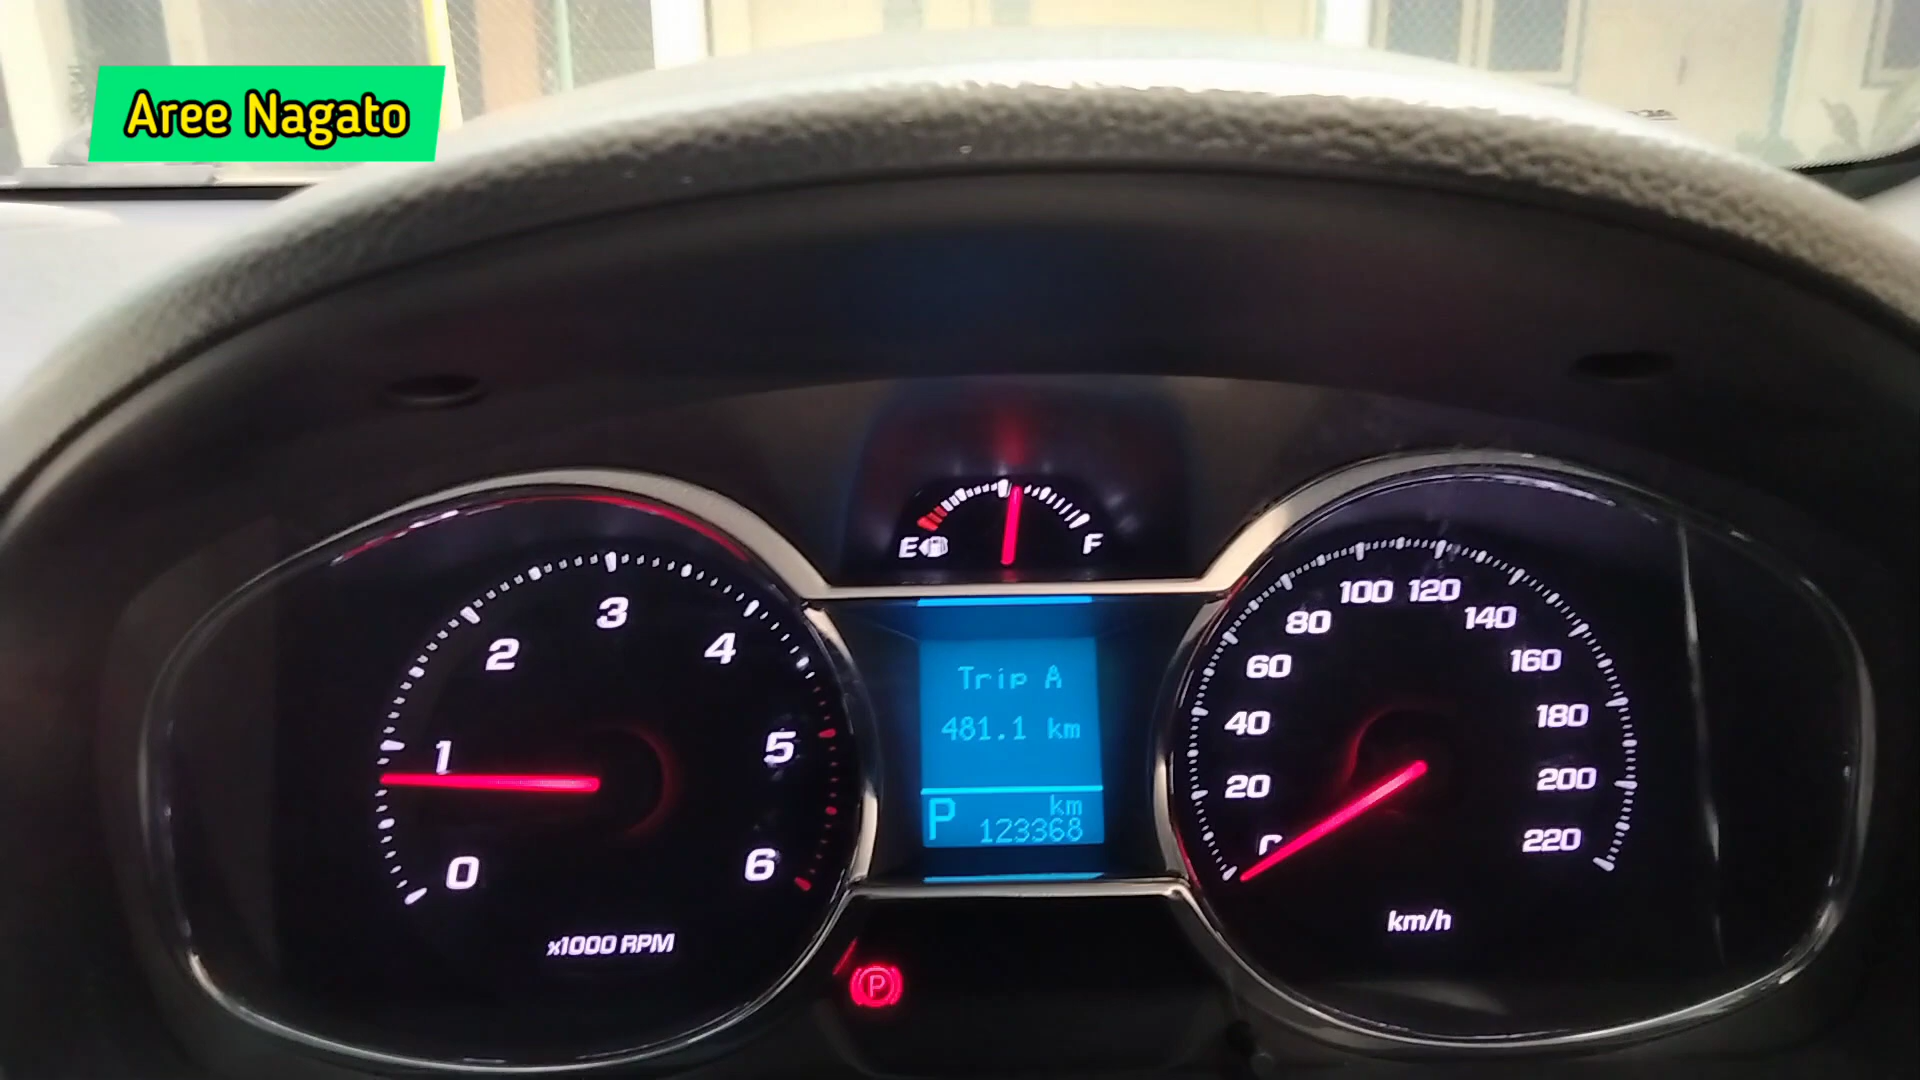 Aree Nagato
E F
0 1 2 3 4 5 6
x1000 RPM
Trip A
481.1 km
P km
123368
0 20 40 60 80 100 120 140 160 180 200 220
km/h
P